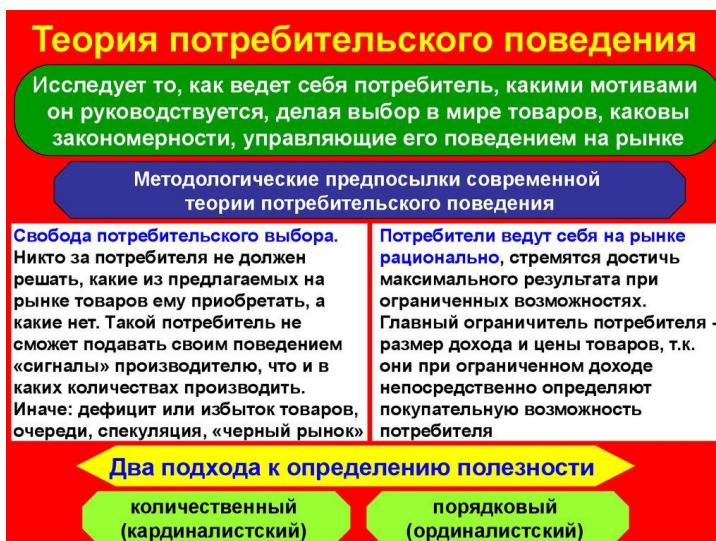 Теория потребительского поведения
Исследует то, как ведет себя потребитель, какими мотивами
он руководствуется, делая выбор в мире товаров, каковы
закономерности, управляющие его поведением на рынке
Методологические предпосылки современной
теории потребительского поведения
Свобода потребительского выбора.
Никто за потребителя не должен
решать, какие из предлагаемых на
рынке товаров ему приобретать, а
какие нет. Такой потребитель не
сможет подавать своим поведением
«сигналы» производителю, что и в
каких количествах производить.
Иначе: дефицит или избыток товаров,
очереди, спекуляция, «черный рынок»
Потребители ведут себя на рынке
рационально, стремятся достичь
максимального результата при
ограниченных возможностях.
Главный ограничитель потребителя -
размер дохода и цены товаров, т.к.
они при ограниченном доходе
непосредственно определяют
покупательную возможность
потребителя
Два подхода к определению полезности
количественный
(кардиналистский)
порядковый
(ординалистский)